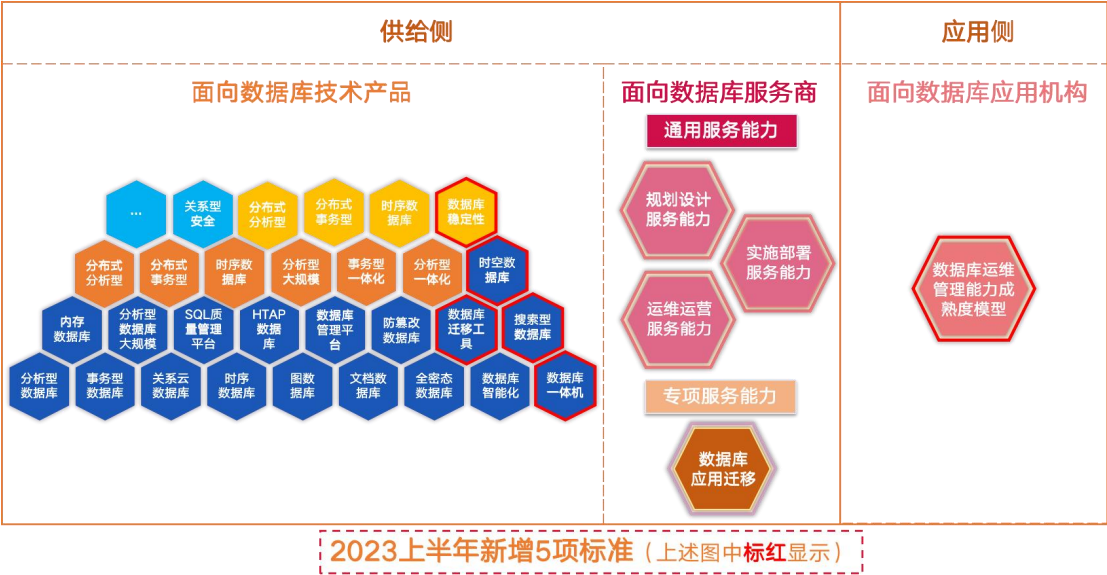 供给侧
应用侧
面向数据库技术产品
面向数据库服务商
面向数据库应用机构
...
关系型
安全
分布式
分析型
分布式
事务型
时序数
据库
数据库
稳定性
分布式
分析型
分布式
事务型
时序数
据库
分析型
大规模
事务型
一体化
分析型
一体化
时空数
据库
内存
数据库
分析型
数据库
大规模
SQL质
量管理
平台
HTAP
数据
库
数据库
管理平
台
防篡改
数据库
数据库
迁移工
具
搜索型
数据库
分析型
数据库
事务型
数据库
关系云
数据库
时序
数据库
图数
据库
文档数
据库
全密态
数据库
数据库
智能化
数据库
一体机
通用服务能力
规划设计
服务能力
实施部署
服务能力
运维运营
服务能力
专项服务能力
数据库
应用迁移
数据库运维
管理能力成
熟度模型
2023上半年新增5项标准（上述图中标红显示）